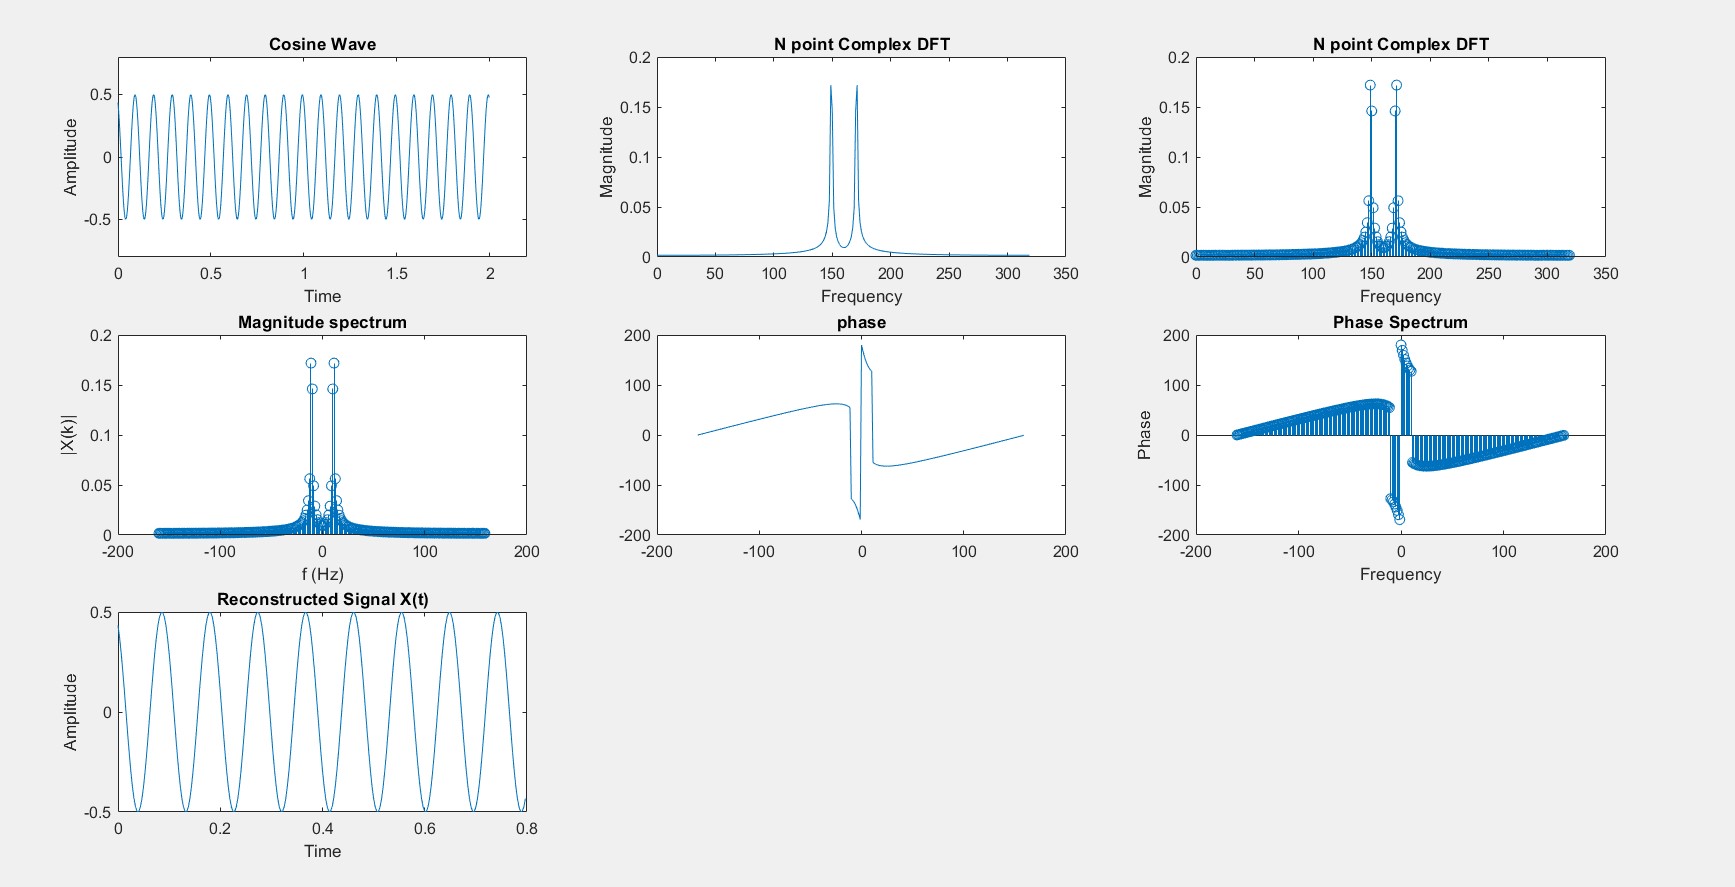 Cosine Wave
Amplitude
0.5
0
-0.5
0 0.5 1 1.5 2
Time
N point Complex DFT
Magnitude
0.2
0.15
0.1
0.05
0
0 50 100 150 200 250 300 350
Frequency
N point Complex DFT
Magnitude
0.2
0.15
0.1
0.05
0
0 50 100 150 200 250 300 350
Frequency
Magnitude spectrum
|X(k)|
0.2
0.15
0.1
0.05
0
-200 -100 0 100 200
f (Hz)
phase
200
100
0
-100
-200
-200 -100 0 100 200
Phase Spectrum
Phase
200
100
0
-100
-200
-200 -100 0 100 200
Frequency
Reconstructed Signal X(t)
Amplitude
0.5
0
-0.5
0 0.2 0.4 0.6 0.8
Time